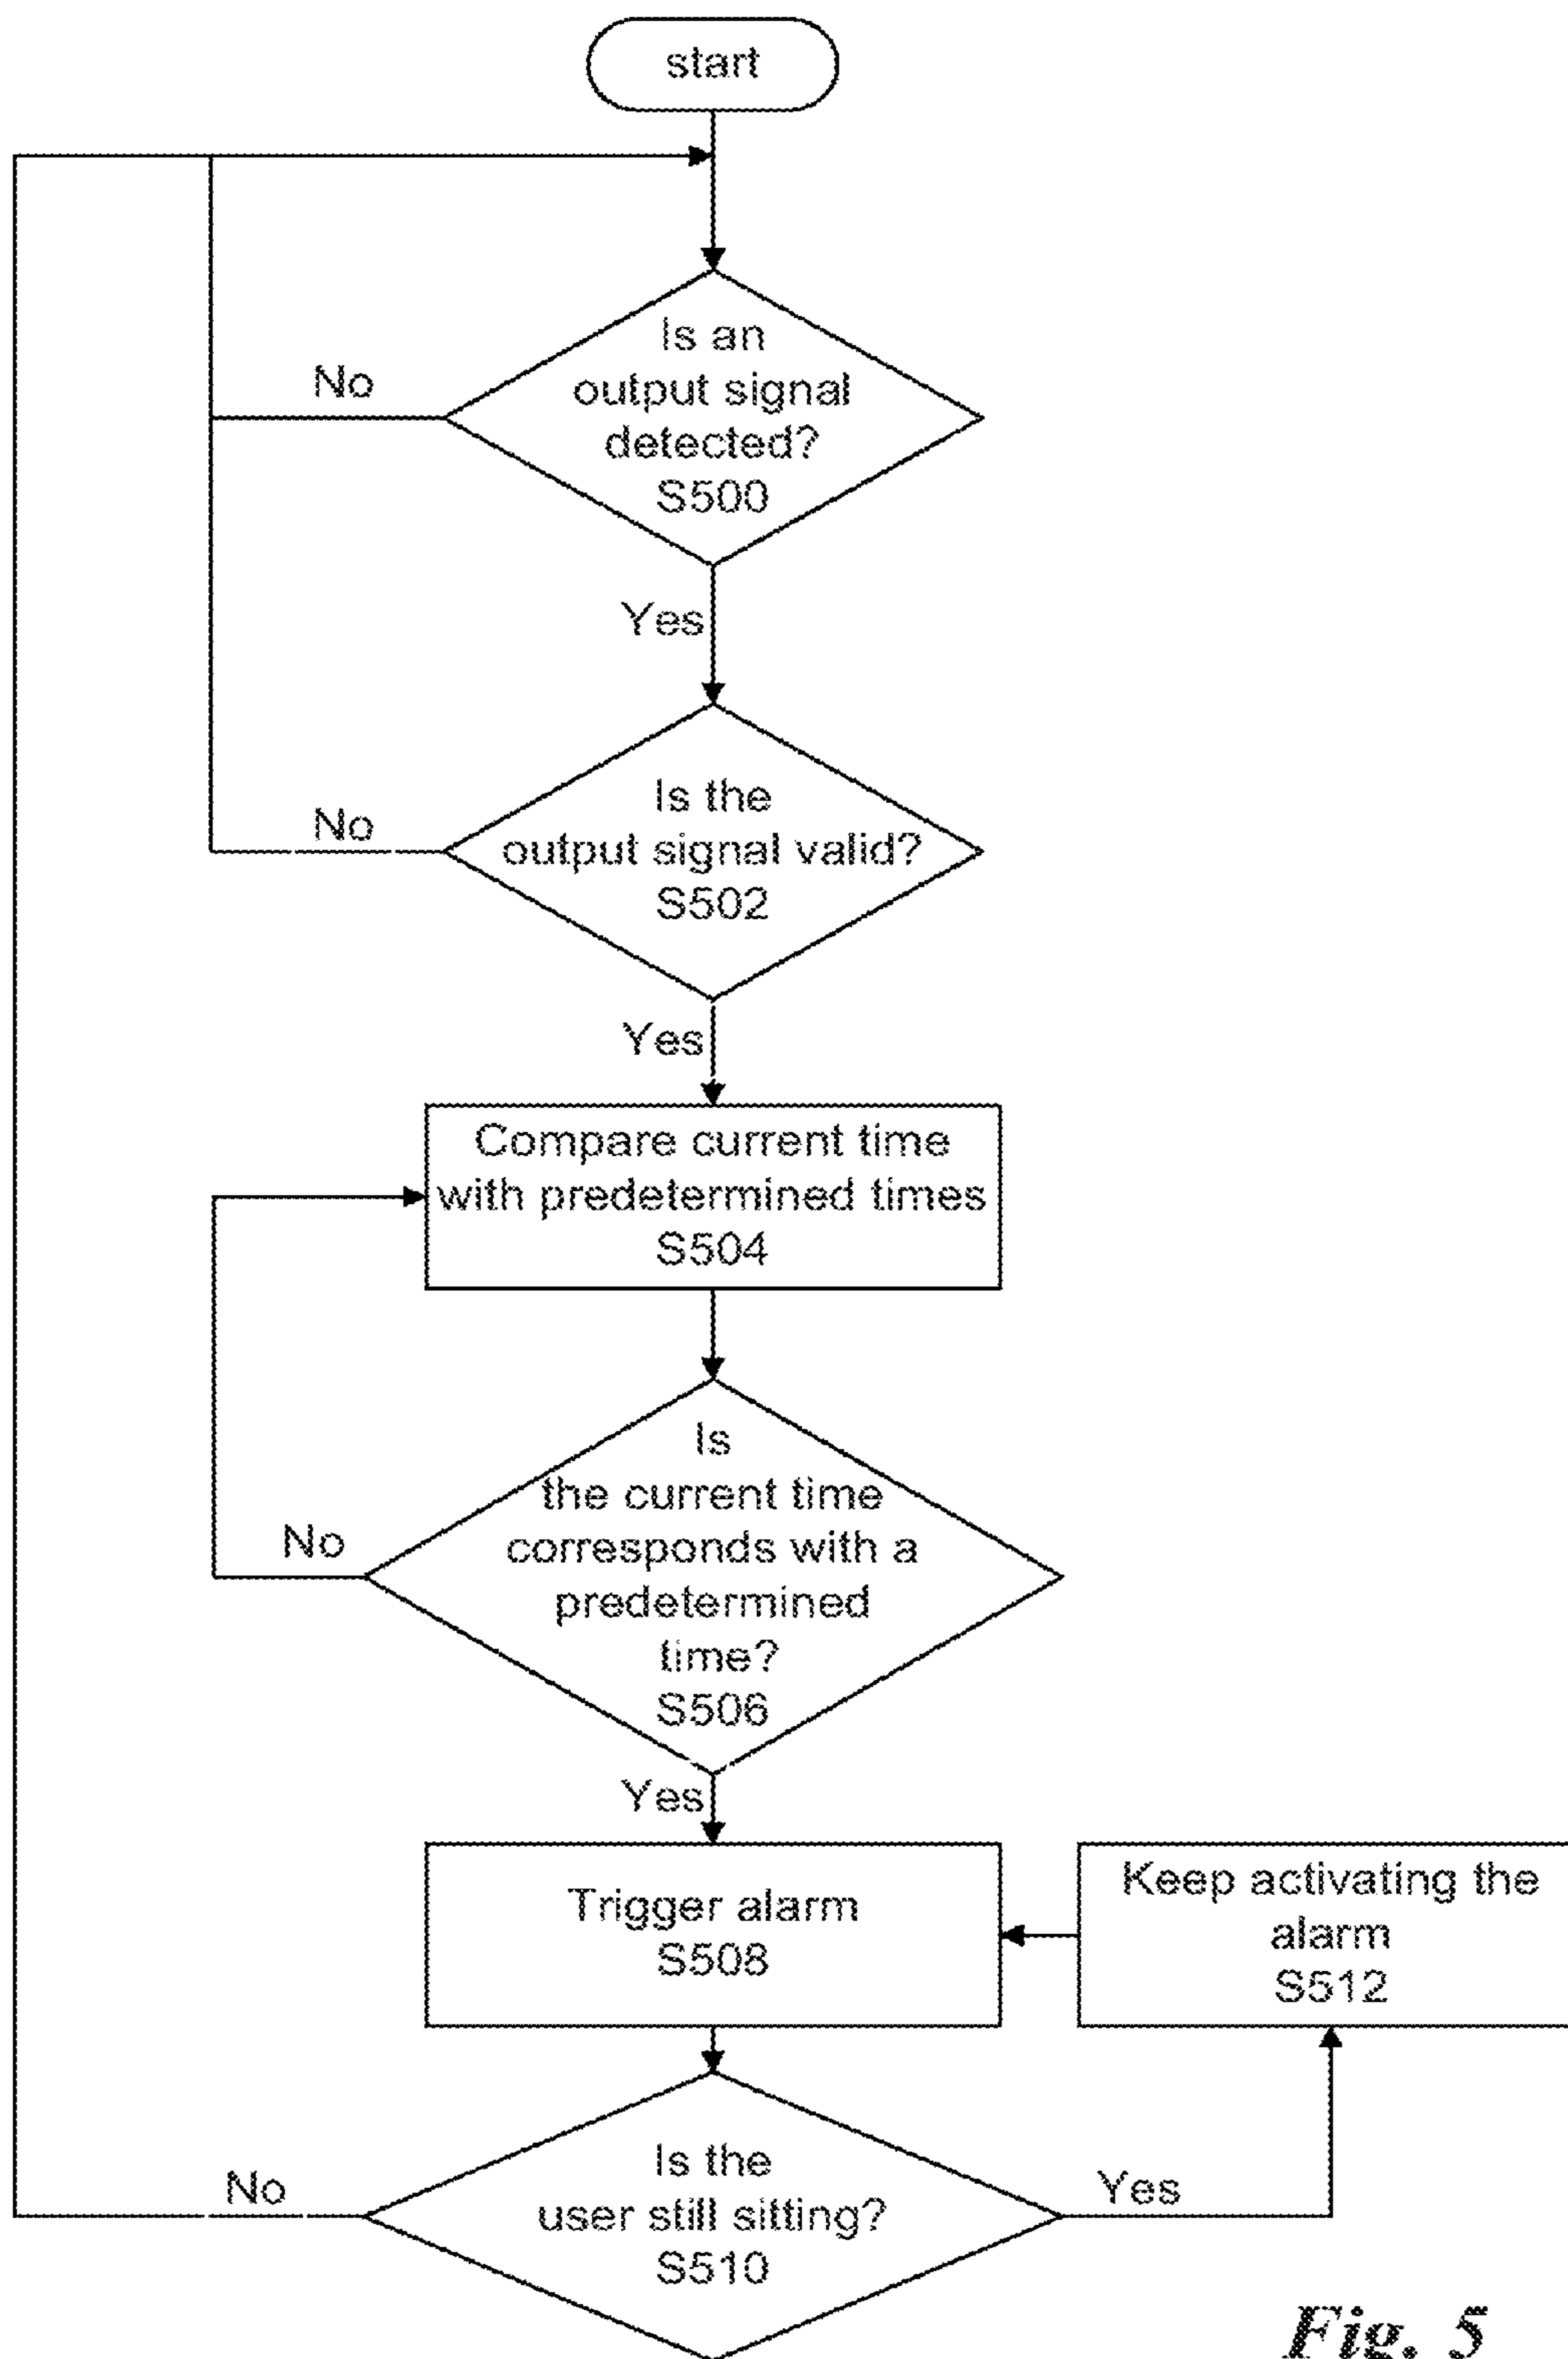 start
Is an
output signal
detected?
S500
No
Yes
Is the
output signal valid?
S502
No
Yes
Compare current time
with predetermined times
S504
Is
the current time
corresponds with a
predetermined
time?
S506
No
Yes
Trigger alarm
S508
Keep activating the
alarm
S512
Is the
user still sitting?
S510
No
Yes
Fig. 5